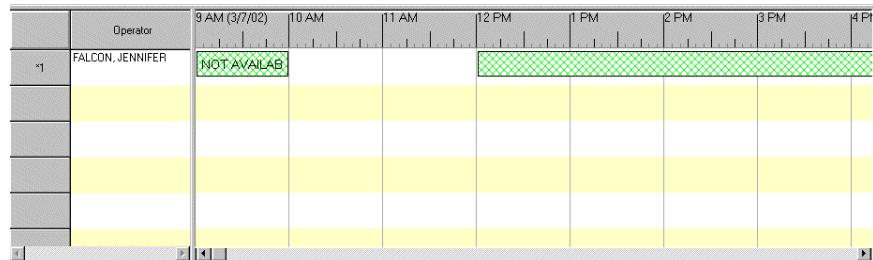 Operator
9 AM (3/7/02) 10 AM 11 AM 12 PM 1 PM 2 PM 3 PM 4 P
*1 FALCON, JENNIFER NOT AVAILAB